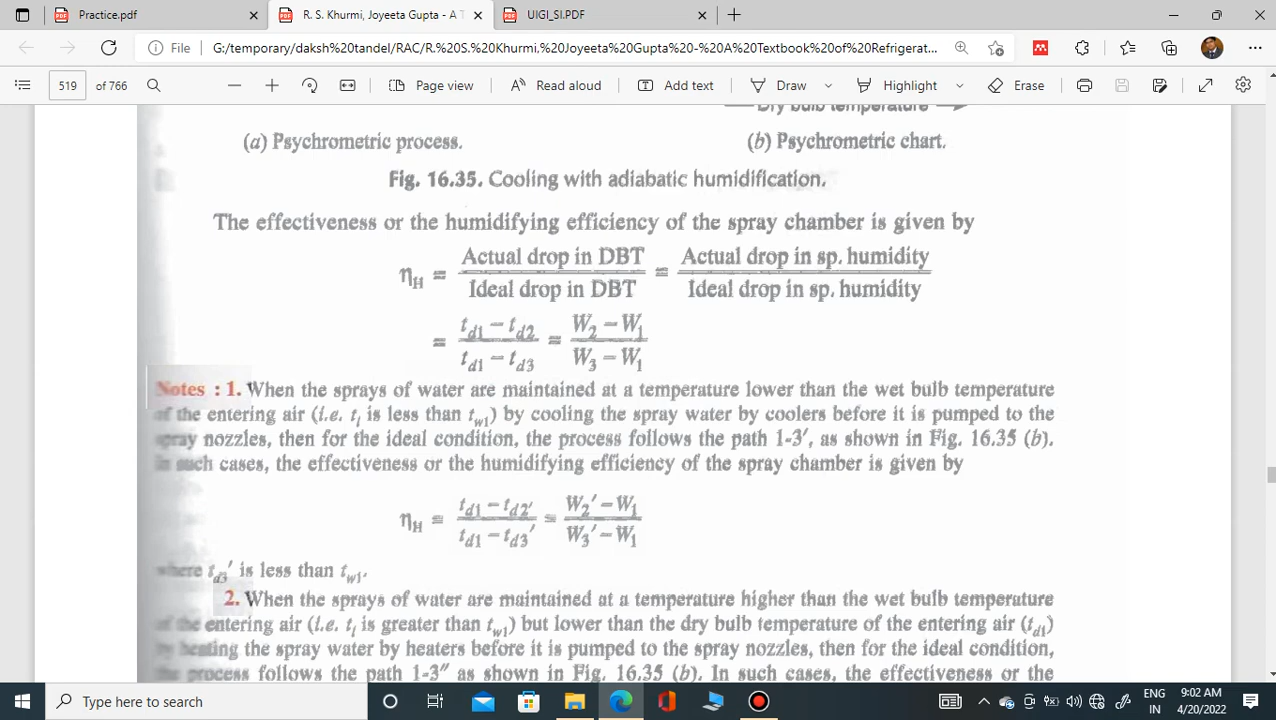 Practice.pdf
R. S. Khurmi, Joyeeta Gupta - A T
UIGI_SI.PDF
File
G:/temporary/daksh%20tandel/RAC/R.%20S.%20Khurmi,%20Joyeeta%20Gupta%20-%20A%20Textbook%20of%20Refrigerat...
519 of 766
Page view
Read aloud
Add text
Draw
Highlight
Erase
Dry bulb temperature
(a) Psychrometric process.
(b) Psychrometric chart.
Fig. 16.35. Cooling with adiabatic humidification.
The effectiveness or the humidifying efficiency of the spray chamber is given by
ηH = Actual drop in DBT / Ideal drop in DBT = Actual drop in sp. humidity / Ideal drop in sp. humidity
= td1 − td2 / td1 − td3 = W2 − W1 / W3 − W1
Notes : 1. When the sprays of water are maintained at a temperature lower than the wet bulb temperature
of the entering air (i.e. ti is less than tw1) by cooling the spray water by coolers before it is pumped to the
spray nozzles, then for the ideal condition, the process follows the path 1-3′, as shown in Fig. 16.35 (b).
In such cases, the effectiveness or the humidifying efficiency of the spray chamber is given by
ηH = td1 − td2′ / td1 − td3′ = W2′ − W1 / W3′ − W1
where td3′ is less than tw1.
2. When the sprays of water are maintained at a temperature higher than the wet bulb temperature
of the entering air (i.e. ti is greater than tw1) but lower than the dry bulb temperature of the entering air (td1)
by heating the spray water by heaters before it is pumped to the spray nozzles, then for the ideal condition,
the process follows the path 1-3″ as shown in Fig. 16.35 (b). In such cases, the effectiveness or the
Type here to search
ENG
IN
9:02 AM
4/20/2022